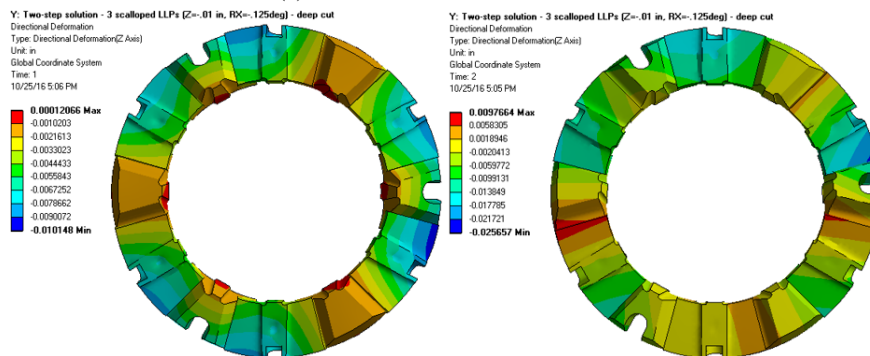 Y: Two-step solution - 3 scalloped LLPs (Z=-.01 in, RX=-.125deg) - deep cut
Directional Deformation
Type: Directional Deformation(Z Axis)
Unit: in
Global Coordinate System
Time: 1
10/25/16 5:06 PM
0.00012066 Max
-0.0010203
-0.0021613
-0.0033023
-0.0044433
-0.0055843
-0.0067252
-0.0078662
-0.0090072
-0.010148 Min
Y: Two-step solution - 3 scalloped LLPs (Z=-.01 in, RX=-.125deg) - deep cut
Directional Deformation
Type: Directional Deformation(Z Axis)
Unit: in
Global Coordinate System
Time: 2
10/25/16 5:05 PM
0.0097664 Max
0.0058305
0.0018946
-0.0020413
-0.0059772
-0.0099131
-0.013849
-0.017785
-0.021721
-0.025657 Min